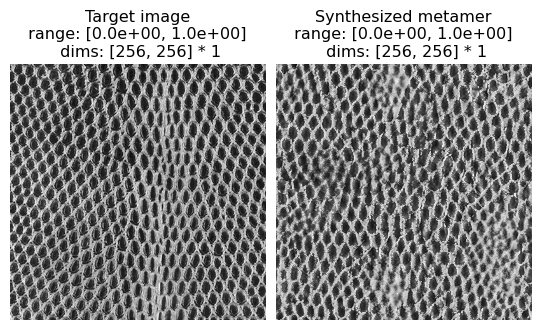 Target image
range: [0.0e+00, 1.0e+00]
dims: [256, 256] * 1
Synthesized metamer
range: [0.0e+00, 1.0e+00]
dims: [256, 256] * 1